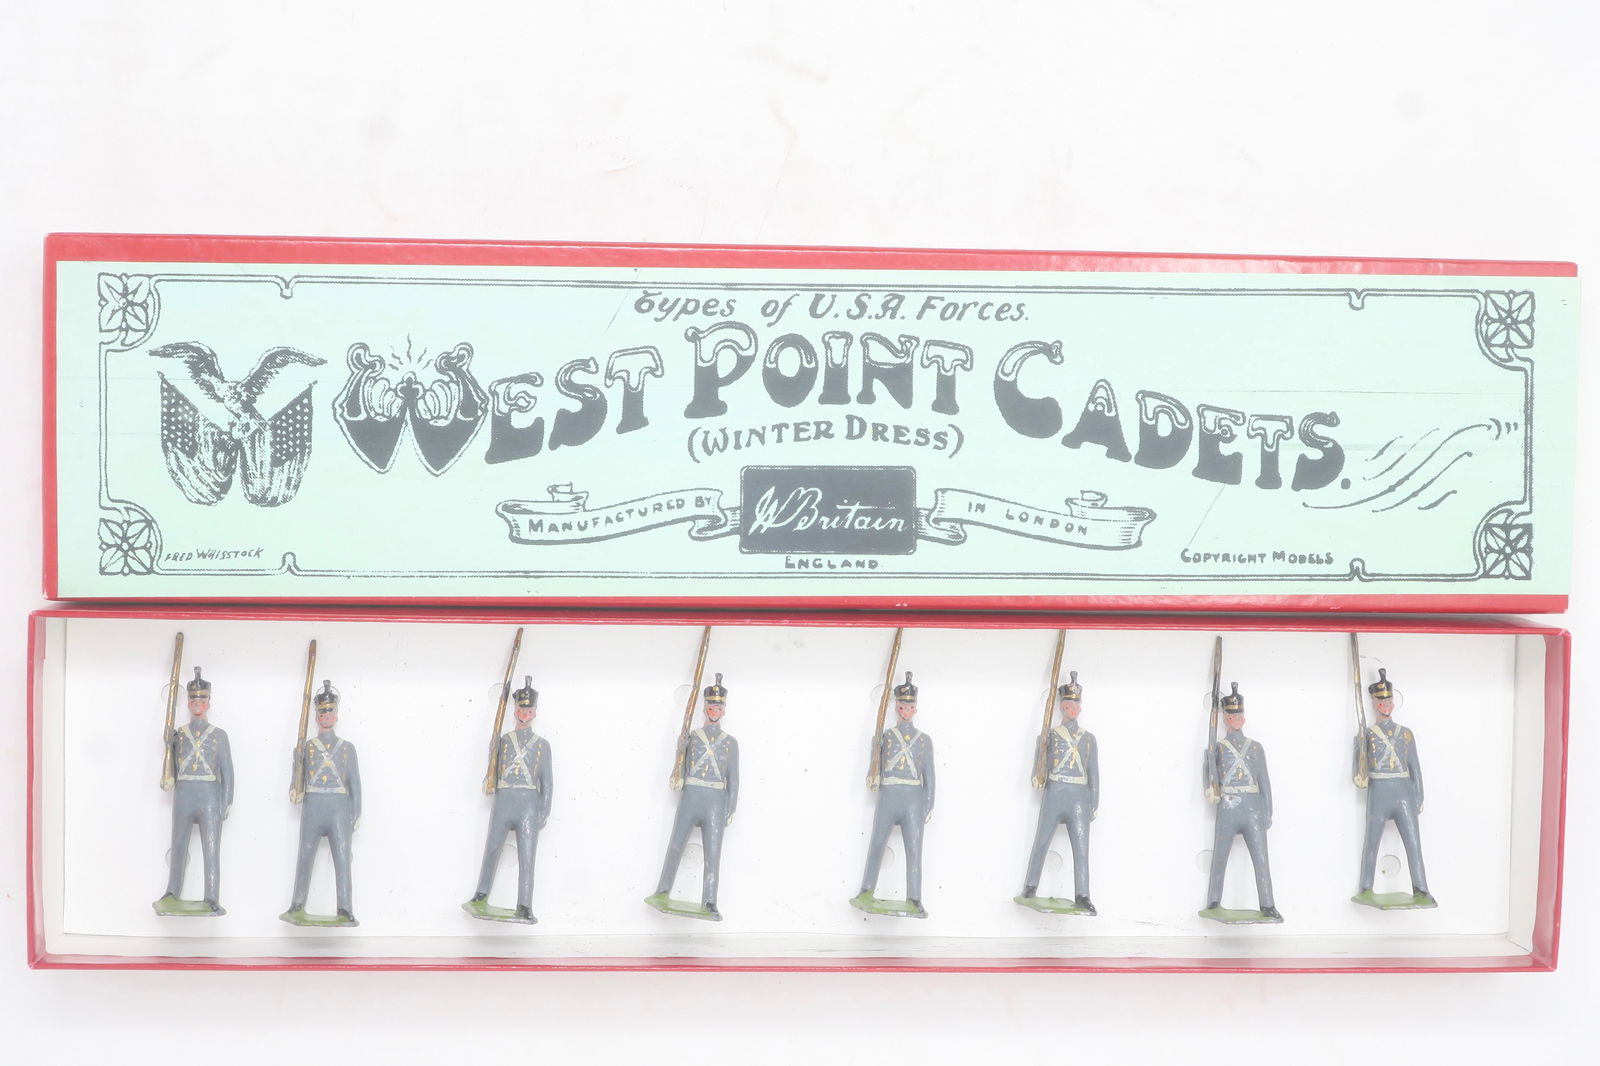 Types of U.S.A. Forces.
WEST POINT CADETS.
(WINTER DRESS)
MANUFACTURED BY W Britain IN LONDON
ENGLAND
FRED WHISSTOCK
COPYRIGHT MODELS